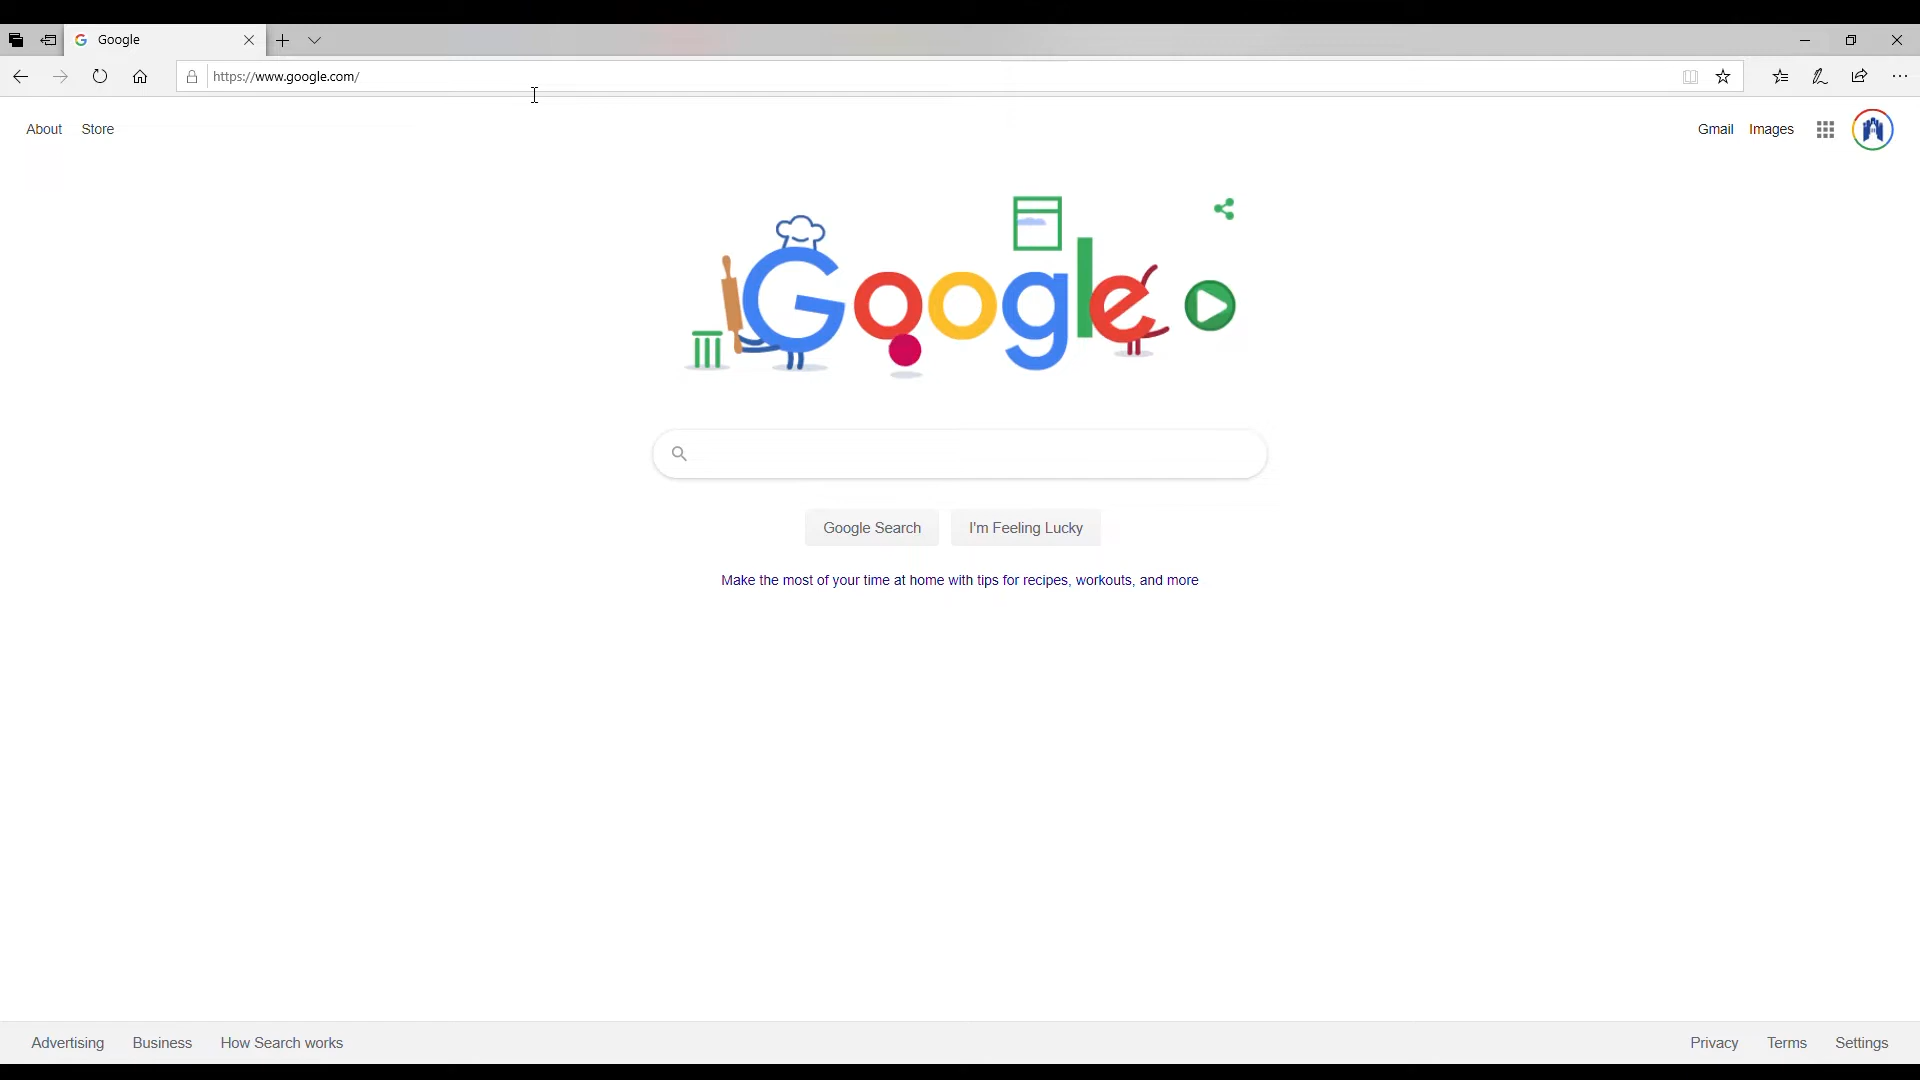 Google
https://www.google.com/
About Store
Gmail Images
Google
Google Search I'm Feeling Lucky
Make the most of your time at home with tips for recipes, workouts, and more
Advertising Business How Search works
Privacy Terms Settings